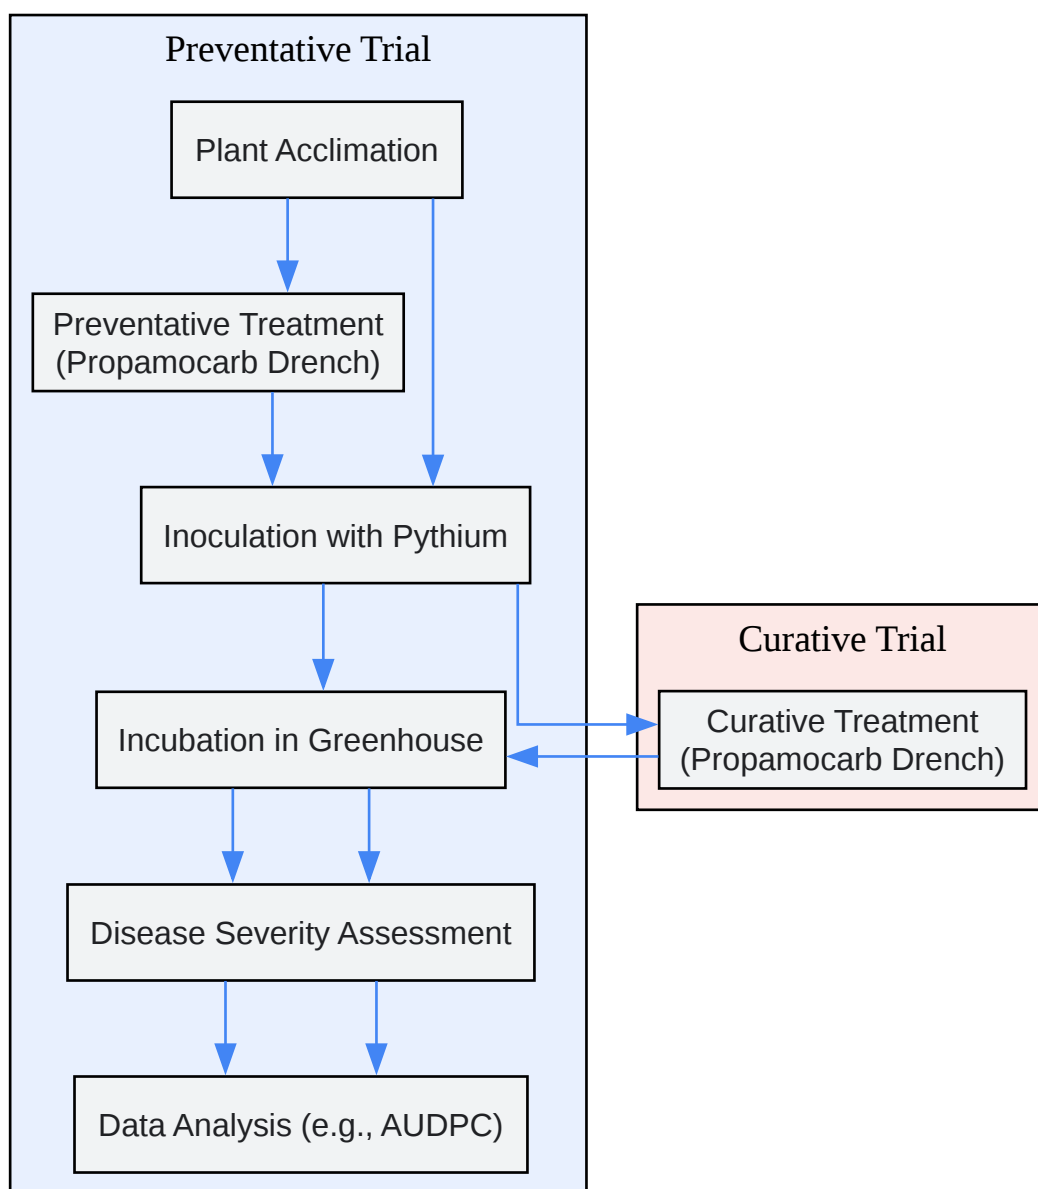 Preventative Trial
Plant Acclimation
Preventative Treatment
(Propamocarb Drench)
Inoculation with Pythium
Curative Trial
Curative Treatment
(Propamocarb Drench)
Incubation in Greenhouse
Disease Severity Assessment
Data Analysis (e.g., AUDPC)